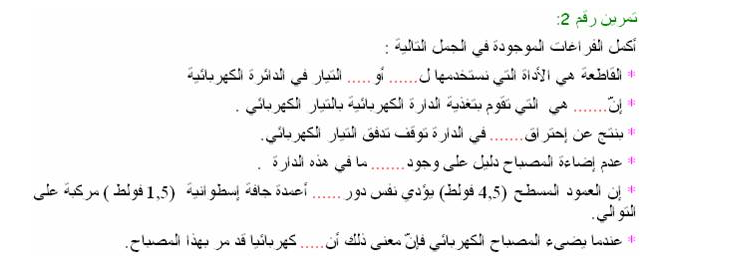 تمرين رقم 2:
أكمل الفراغات الموجودة في الجمل التالية :
* القاطعة هي الأداة التي نستخدمها ل...... أو ..... التيار في الدائرة الكهربائية
* إنّ....... هي التي تقوم بتغذية الدارة الكهربائية بالتيار الكهربائي .
* ينتج عن إحتراق....... في الدارة توقف تدفق التيار الكهربائي.
* عدم إضاءة المصباح دليل على وجود....... ما في هذه الدارة .
* إن العمود المسطح (4,5 فولط) يؤدي نفس دور ...... أعمدة جافة إسطوانية (1,5 فولط ) مركبة على
التوالي.
* عندما يضيء المصباح الكهربائي فإنّ معنى ذلك أن..... كهربائيا قد مر بهذا المصباح.